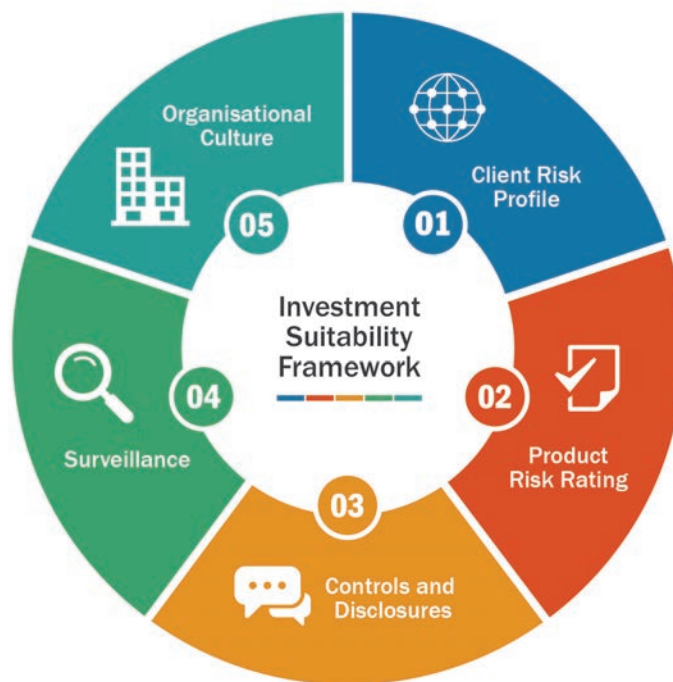 Investment
Suitability
Framework
01
Client Risk
Profile
02
Product
Risk Rating
03
Controls and
Disclosures
04
Surveillance
05
Organisational
Culture